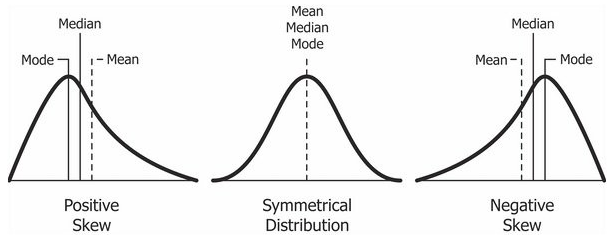 Median
Mode
Mean
Positive
Skew
Mean
Median
Mode
Symmetrical
Distribution
Median
Mean
Mode
Negative
Skew